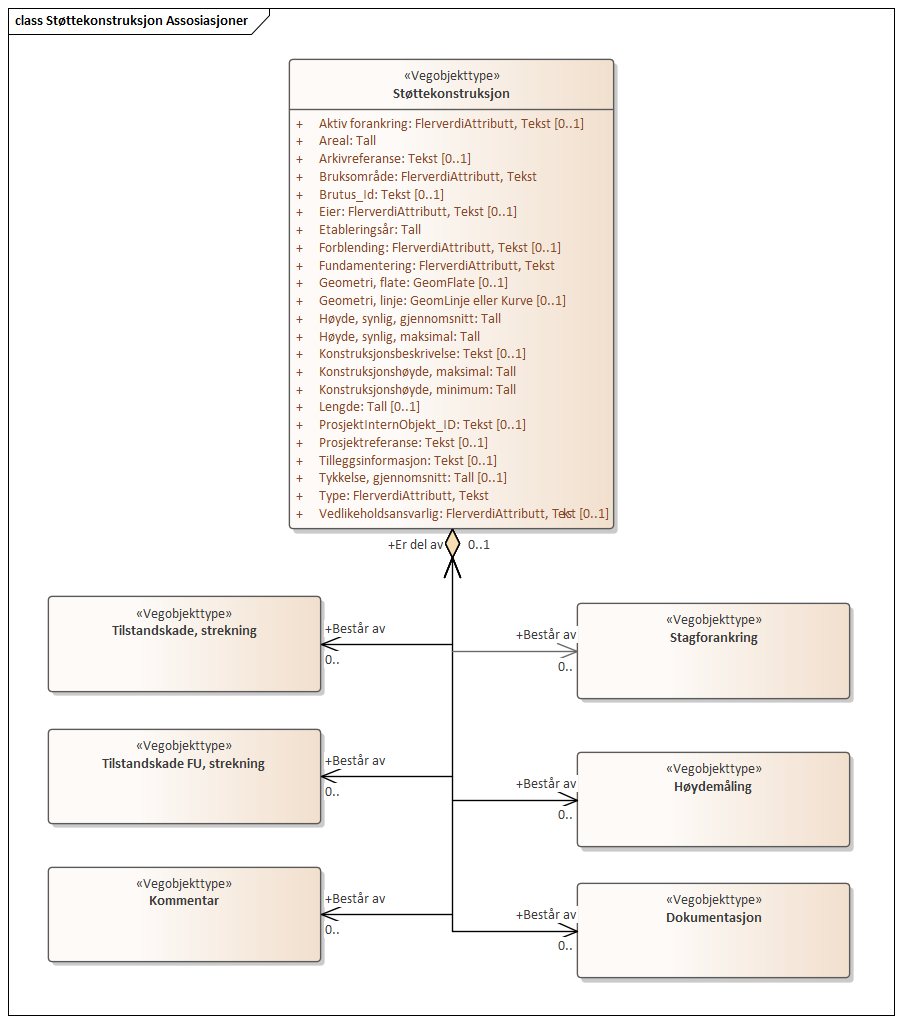 class Støttekonstruksjon Assosiasjoner
«Vegobjekttype»
Støttekonstruksjon
+ Aktiv forankring: FlerverdiAttributt, Tekst [0..1]
+ Areal: Tall
+ Arkivreferanse: Tekst [0..1]
+ Bruksområde: FlerverdiAttributt, Tekst
+ Brutus_Id: Tekst [0..1]
+ Eier: FlerverdiAttributt, Tekst [0..1]
+ Etableringsår: Tall
+ Forblending: FlerverdiAttributt, Tekst [0..1]
+ Fundamentering: FlerverdiAttributt, Tekst
+ Geometri, flate: GeomFlate [0..1]
+ Geometri, linje: GeomLinje eller Kurve [0..1]
+ Høyde, synlig, gjennomsnitt: Tall
+ Høyde, synlig, maksimal: Tall
+ Konstruksjonsbeskrivelse: Tekst [0..1]
+ Konstruksjonshøyde, maksimal: Tall
+ Konstruksjonshøyde, minimum: Tall
+ Lengde: Tall [0..1]
+ ProsjektInternObjekt_ID: Tekst [0..1]
+ Prosjektreferanse: Tekst [0..1]
+ Tilleggsinformasjon: Tekst [0..1]
+ Tykkelse, gjennomsnitt: Tall [0..1]
+ Type: FlerverdiAttributt, Tekst
+ Vedlikeholdsansvarlig: FlerverdiAttributt, Tekst [0..1]
+Er del av 0..1
«Vegobjekttype»
Tilstandskade, strekning
+Består av
0..
«Vegobjekttype»
Stagforankring
+Består av
0..
«Vegobjekttype»
Tilstandskade FU, strekning
+Består av
0..
«Vegobjekttype»
Høydemåling
+Består av
0..
«Vegobjekttype»
Kommentar
+Består av
0..
«Vegobjekttype»
Dokumentasjon
+Består av
0..